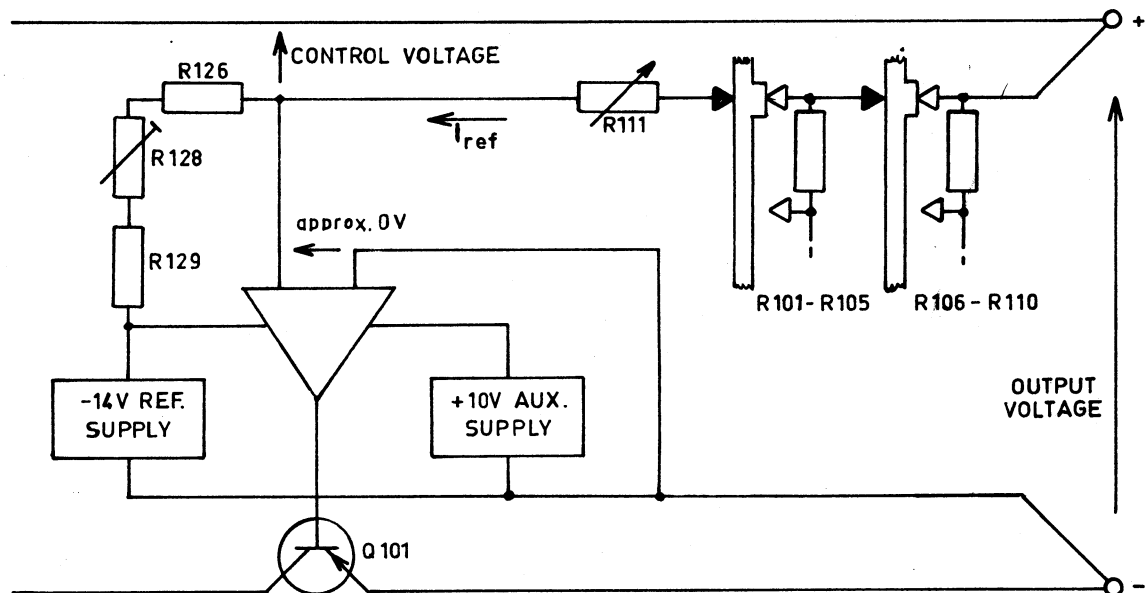 +
CONTROL VOLTAGE
R126
R111
I ref
R128
approx. 0V
R129
R101-R105
R106-R110
-14V REF.
SUPPLY
+10V AUX.
SUPPLY
OUTPUT
VOLTAGE
Q101
-